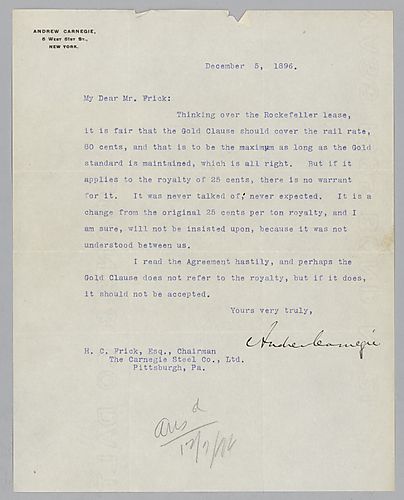 ANDREW CARNEGIE,
5 WEST 51ST ST.,
NEW YORK.
December 5, 1896.
My Dear Mr. Frick:
Thinking over the Rockefeller lease,
it is fair that the Gold Clause should cover the rail rate,
80 cents, and that is to be the maximum as long as the Gold
standard is maintained, which is all right. But if it
applies to the royalty of 25 cents, there is no warrant
for it. It was never talked of, never expected. It is a
change from the original 25 cents per ton royalty, and I
am sure, will not be insisted upon, because it was not
understood between us.
I read the Agreement hastily, and perhaps the
Gold Clause does not refer to the royalty, but if it does,
it should not be accepted.
Yours very truly,
Andrew Carnegie
H. C. Frick, Esq., Chairman
The Carnegie Steel Co., Ltd.
Pittsburgh, Pa.
ansd